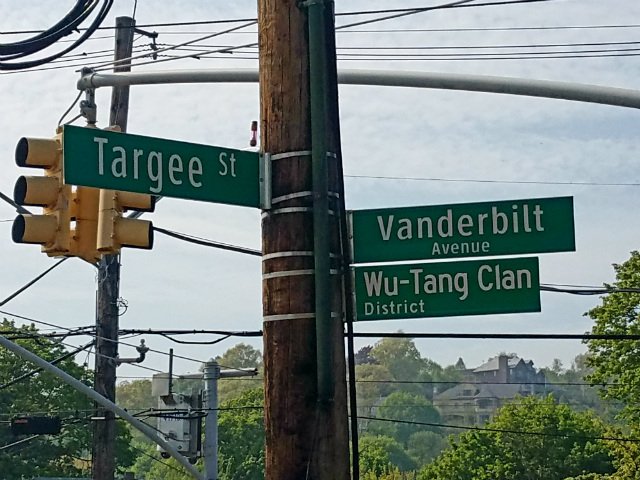 Targee St
Vanderbilt
Avenue
Wu-Tang Clan
District